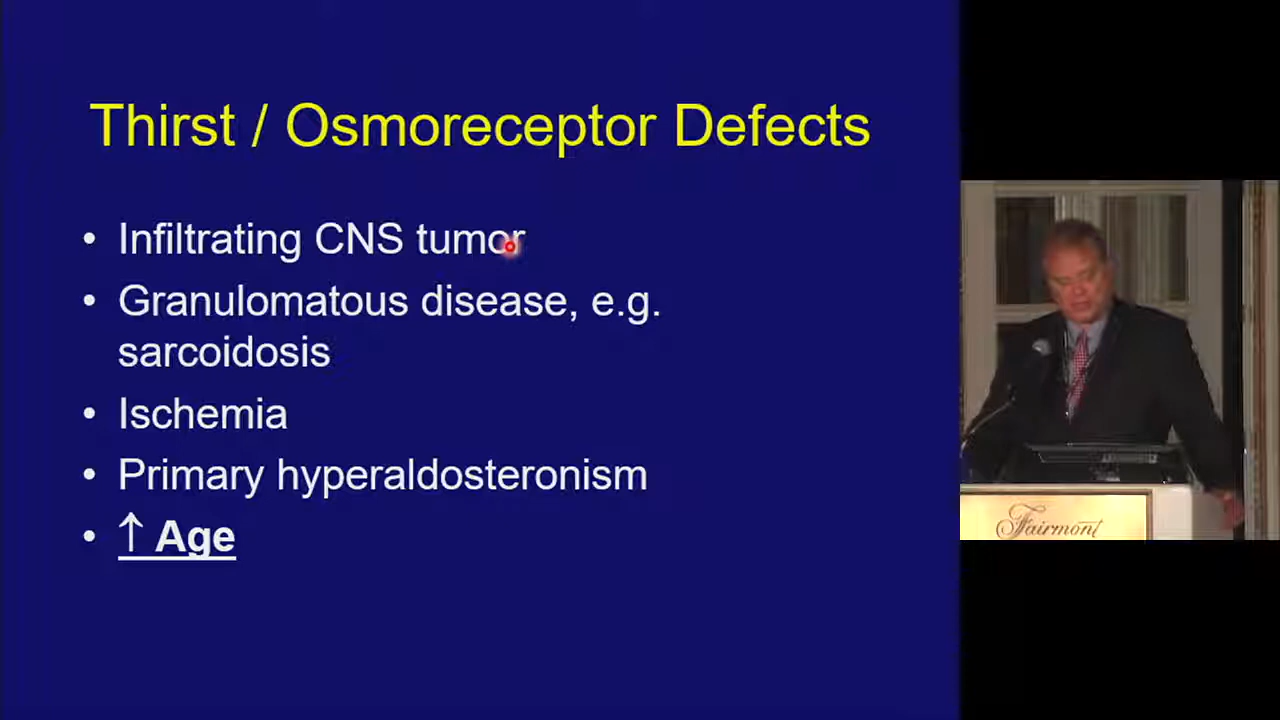 Thirst / Osmoreceptor Defects
• Infiltrating CNS tumor
• Granulomatous disease, e.g.
sarcoidosis
• Ischemia
• Primary hyperaldosteronism
• ↑ Age
Fairmont